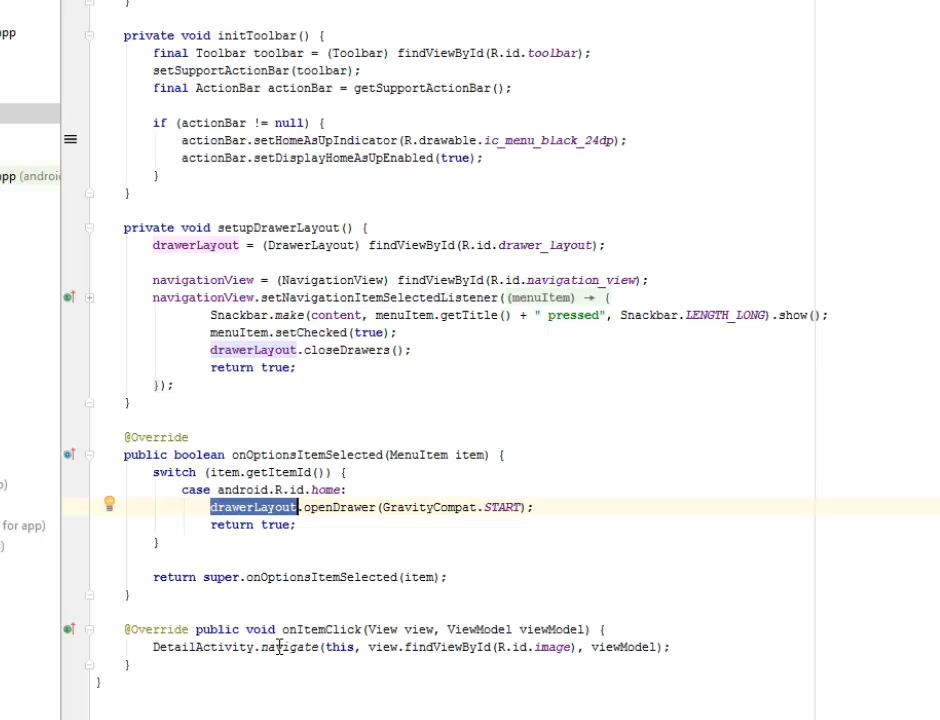 }
pp
private void initToolbar() {
final Toolbar toolbar = (Toolbar) findViewById(R.id.toolbar);
setSupportActionBar(toolbar);
final ActionBar actionBar = getSupportActionBar();
if (actionBar != null) {
actionBar.setHomeAsUpIndicator(R.drawable.ic_menu_black_24dp);
actionBar.setDisplayHomeAsUpEnabled(true);
}
pp (androi
}
private void setupDrawerLayout() {
drawerLayout = (DrawerLayout) findViewById(R.id.drawer_layout);
navigationView = (NavigationView) findViewById(R.id.navigation_view);
navigationView.setNavigationItemSelectedListener((menuItem) → {
Snackbar.make(content, menuItem.getTitle() + " pressed", Snackbar.LENGTH_LONG).show();
menuItem.setChecked(true);
drawerLayout.closeDrawers();
return true;
});
}
@Override
public boolean onOptionsItemSelected(MenuItem item) {
switch (item.getItemId()) {
)
case android.R.id.home:
drawerLayout.openDrawer(GravityCompat.START);
for app)
return true;
)
}
return super.onOptionsItemSelected(item);
}
@Override public void onItemClick(View view, ViewModel viewModel) {
DetailActivity.navigate(this, view.findViewById(R.id.image), viewModel);
}
}